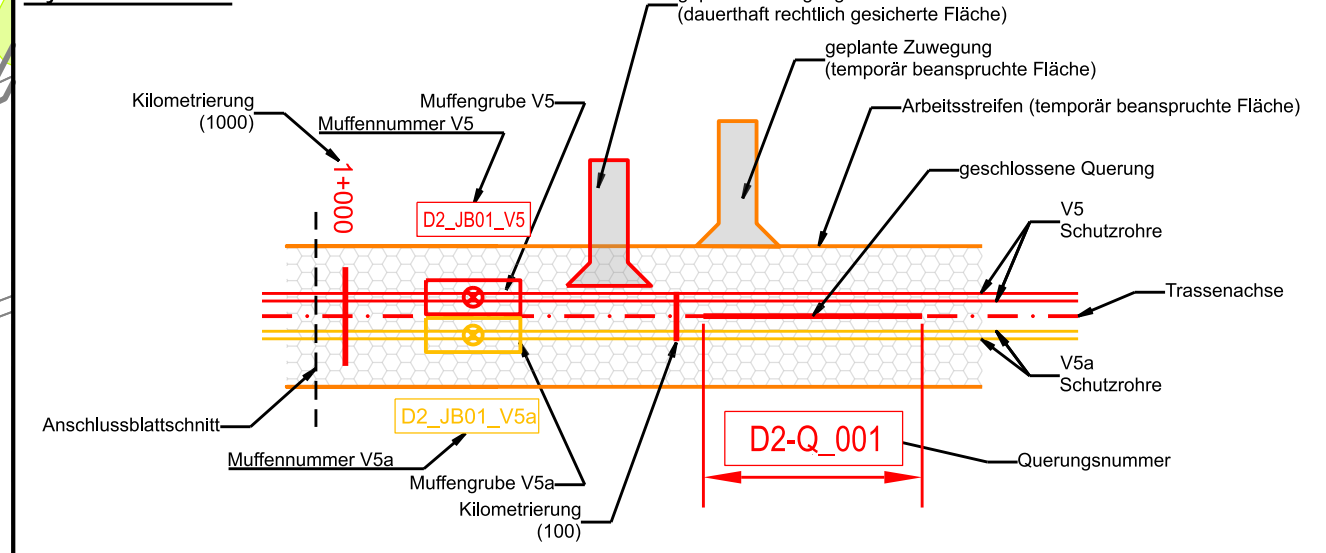 (dauerhaft rechtlich gesicherte Fläche)
geplante Zuwegung
(temporär beanspruchte Fläche)
Kilometrierung
(1000)
Muffengrube V5
Muffennummer V5
Arbeitsstreifen (temporär beanspruchte Fläche)
geschlossene Querung
1+000
D2_JB01_V5
V5
Schutzrohre
Trassenachse
V5a
Schutzrohre
D2_JB01_V5a
Anschlussblattschnitt
D2-Q_001
Muffennummer V5a
Querungsnummer
Muffengrube V5a
Kilometrierung
(100)